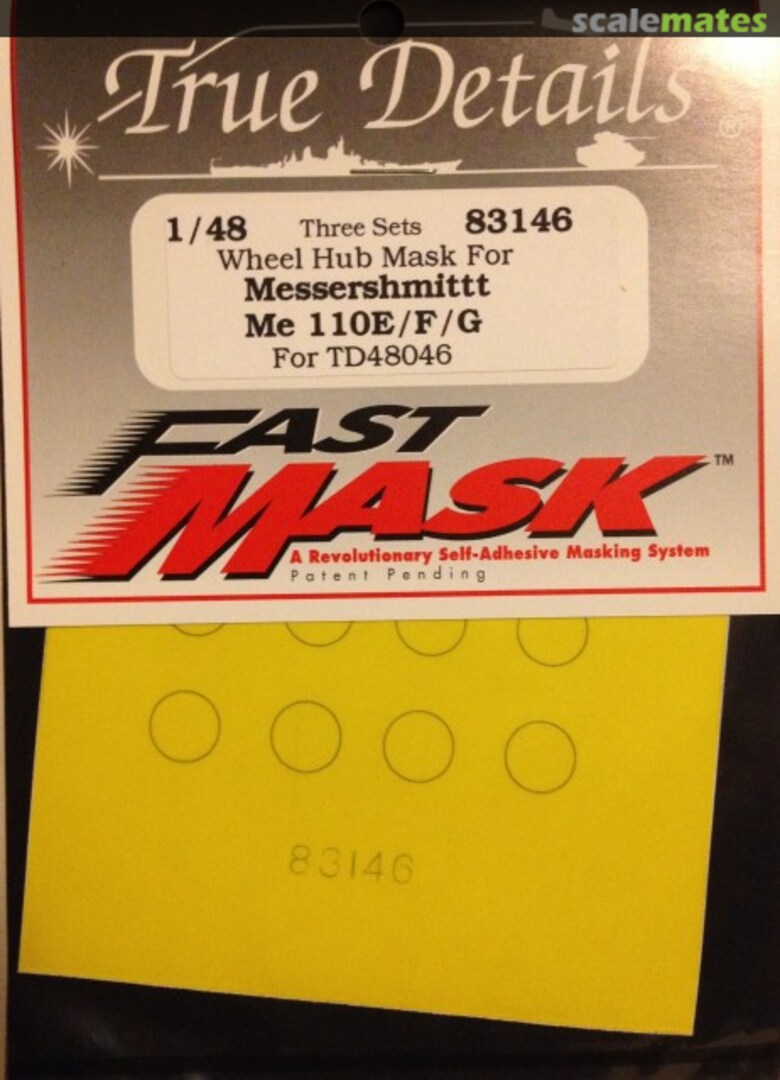 scalemates
True Details ®
1/48 Three Sets 83146
Wheel Hub Mask For
Messershmittt
Me 110E/F/G
For TD48046
FAST
MASK ™
A Revolutionary Self-Adhesive Masking System
Patent Pending
83146